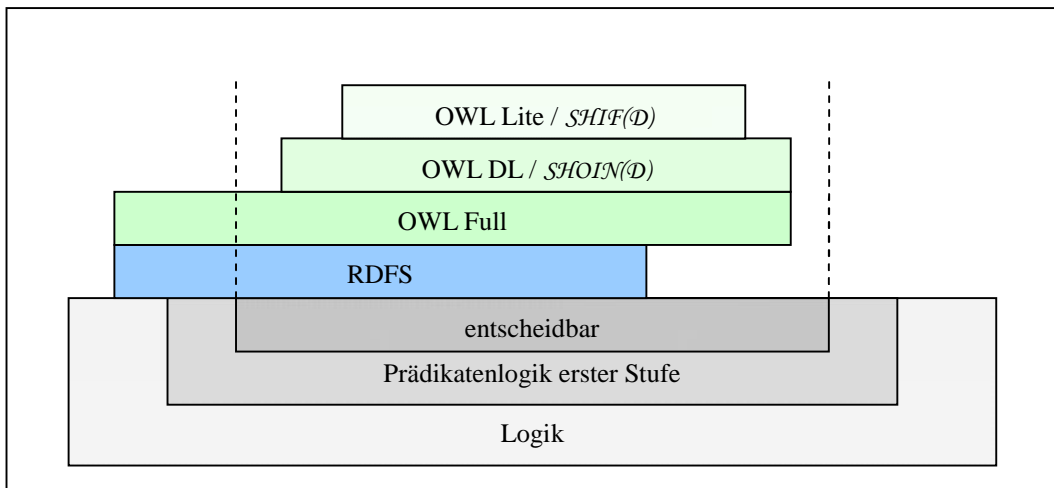 OWL Lite / SHIF(D)
OWL DL / SHOIN(D)
OWL Full
RDFS
entscheidbar
Prädikatenlogik erster Stufe
Logik